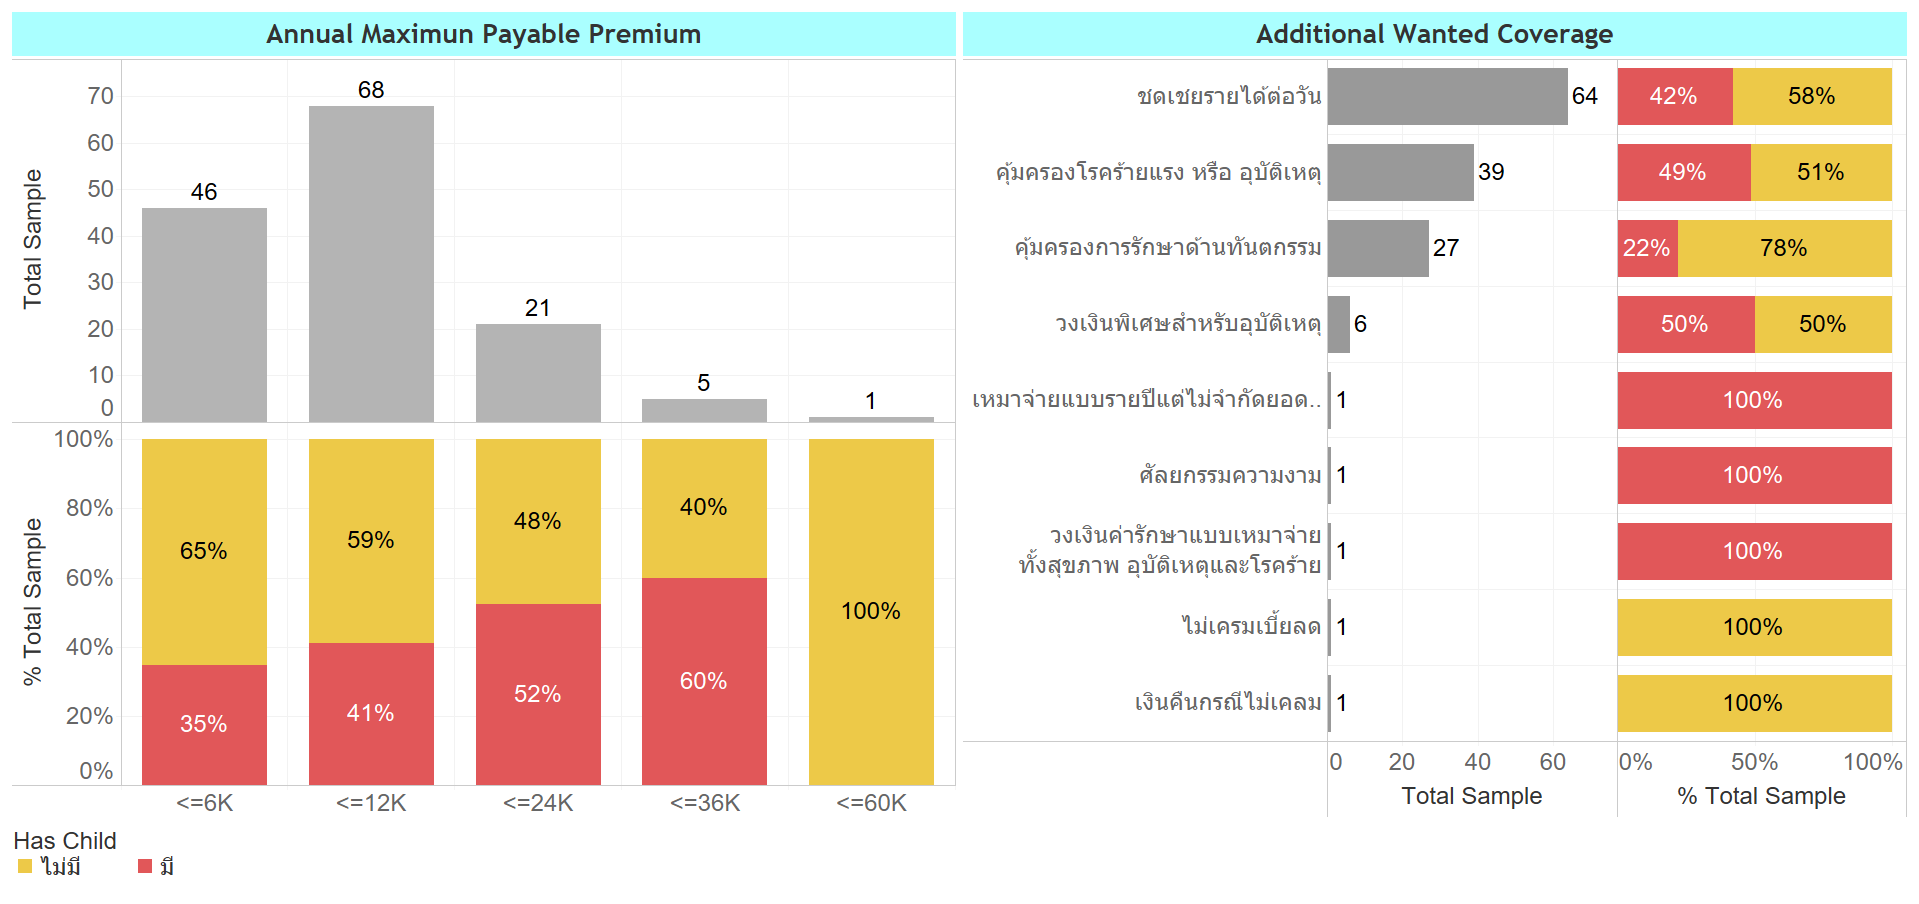 Annual Maximun Payable Premium
Total Sample
70
60
50
40
30
20
10
0
46
68
21
5
1
% Total Sample
100%
80%
60%
40%
20%
0%
65%
59%
48%
40%
100%
35%
41%
52%
60%
<=6K
<=12K
<=24K
<=36K
<=60K
Has Child
ไม่มี
มี
Additional Wanted Coverage
ชดเชยรายได้ต่อวัน
64
42%
58%
คุ้มครองโรคร้ายแรง หรือ อุบัติเหตุ
39
49%
51%
คุ้มครองการรักษาด้านทันตกรรม
27
22%
78%
วงเงินพิเศษสำหรับอุบัติเหตุ
6
50%
50%
เหมาจ่ายแบบรายปีแต่ไม่จำกัดยอด..
1
100%
ศัลยกรรมความงาม
1
100%
วงเงินค่ารักษาแบบเหมาจ่าย
ทั้งสุขภาพ อุบัติเหตุและโรคร้าย
1
100%
ไม่เครมเบี้ยลด
1
100%
เงินคืนกรณีไม่เคลม
1
100%
0
20
40
60
Total Sample
0%
50%
100%
% Total Sample